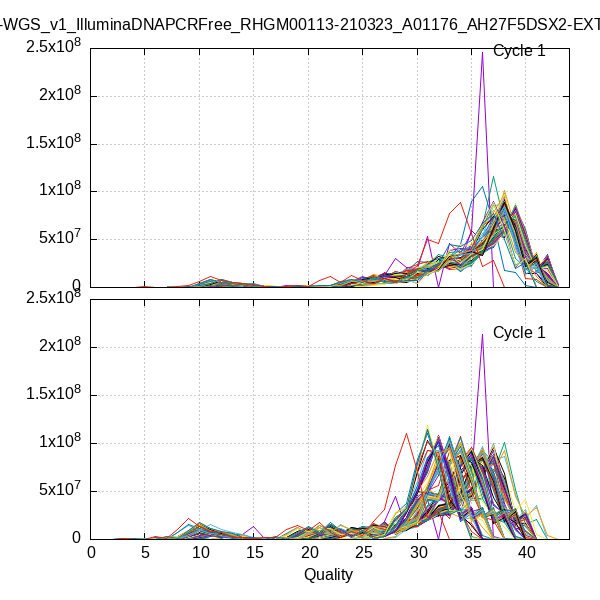 -WGS_v1_IlluminaDNAPCRFree_RHGM00113-210323_A01176_AH27F5DSX2-EXT
2.5x10^8
Cycle 1
2x10^8
1.5x10^8
1x10^8
5x10^7
0
2.5x10^8
Cycle 1
2x10^8
1.5x10^8
1x10^8
5x10^7
0
0 5 10 15 20 25 30 35 40
Quality